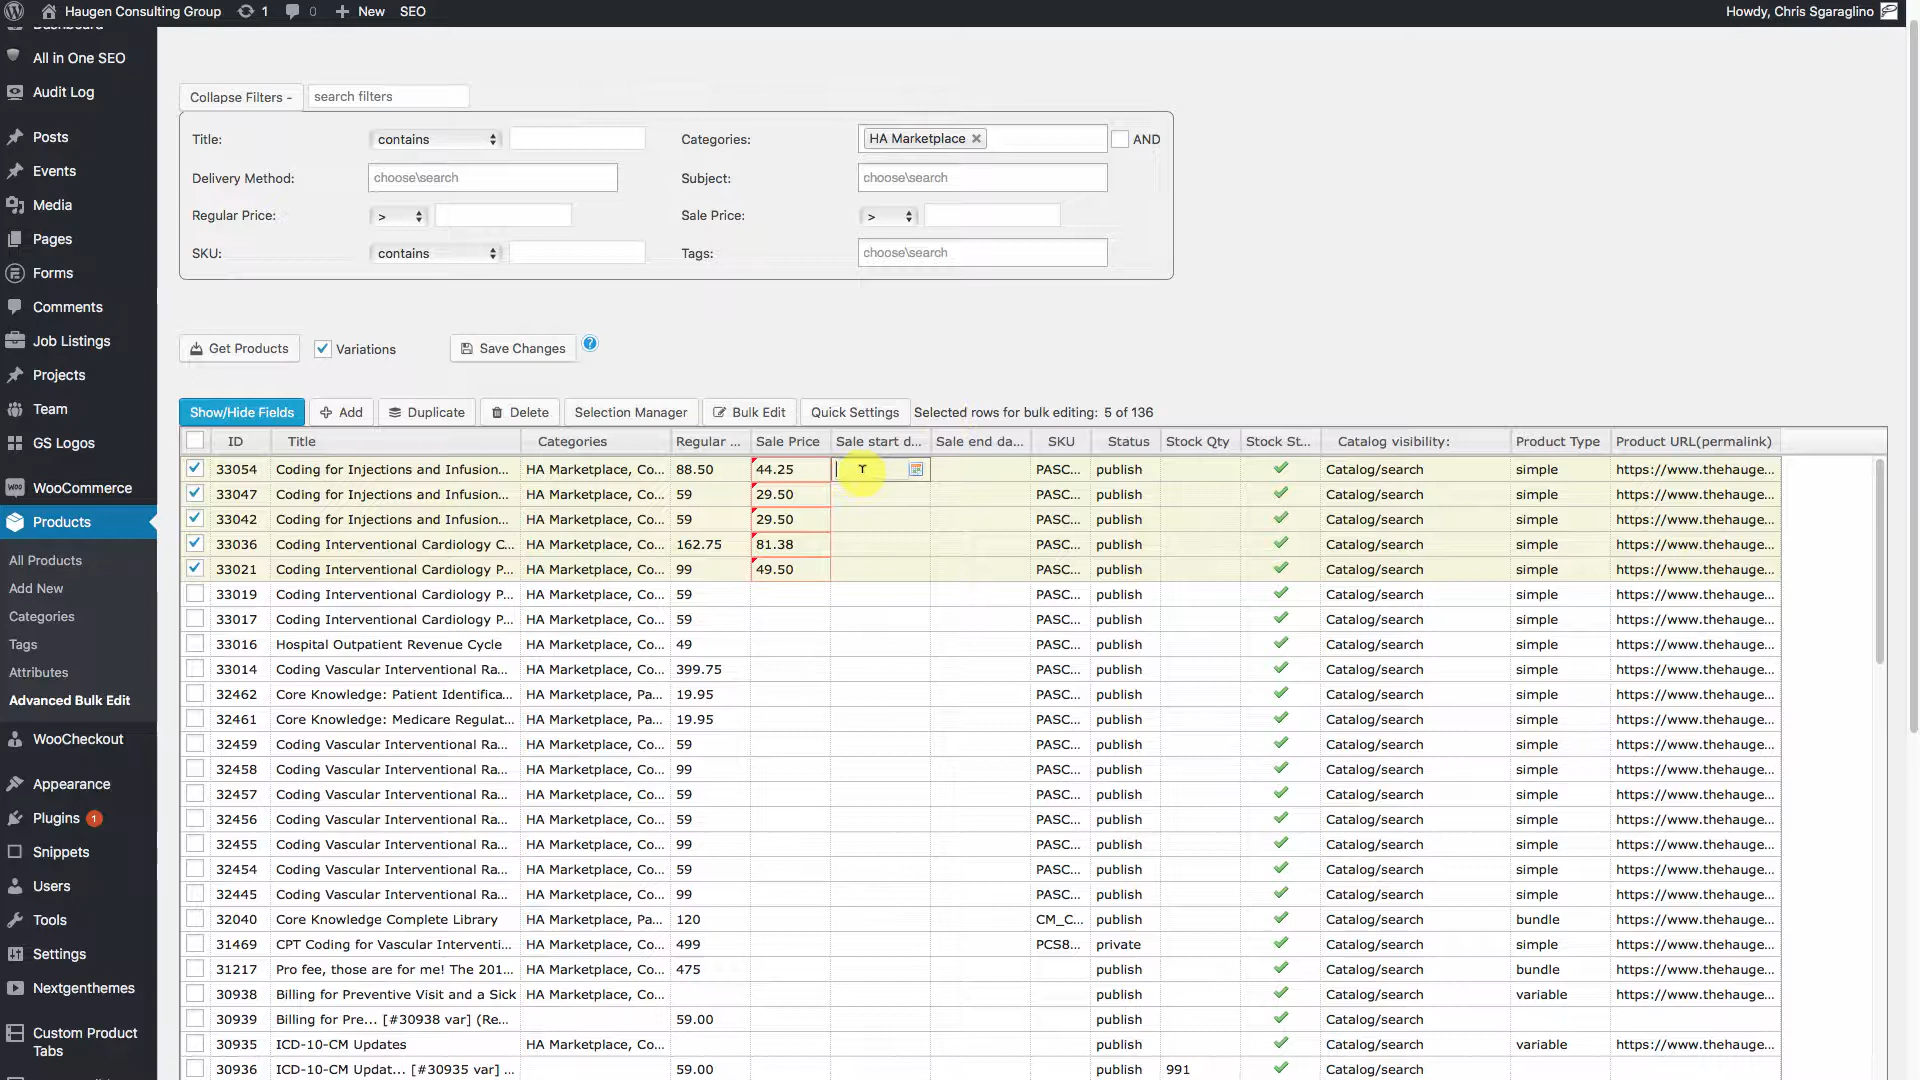 Haugen Consulting Group 1 0 New SEO Howdy, Chris Sgaraglino
All in One SEO
Audit Log
Posts
Events
Media
Pages
Forms
Comments
Job Listings
Projects
Team
GS Logos
WooCommerce
Products
All Products
Add New
Categories
Tags
Attributes
Advanced Bulk Edit
WooCheckout
Appearance
Plugins 1
Snippets
Users
Tools
Settings
Nextgenthemes
Custom Product
Tabs
Collapse Filters - search filters
Title: contains Categories: HA Marketplace × AND
Delivery Method: choose\search Subject: choose\search
Regular Price: > Sale Price: >
SKU: contains Tags: choose\search
Get Products Variations Save Changes ?
Show/Hide Fields Add Duplicate Delete Selection Manager Bulk Edit Quick Settings Selected rows for bulk editing: 5 of 136
ID Title Categories Regular ... Sale Price Sale start d... Sale end da... SKU Status Stock Qty Stock St... Catalog visibility: Product Type Product URL(permalink)
33054 Coding for Injections and Infusion... HA Marketplace, Co... 88.50 44.25 PASC... publish Catalog/search simple https://www.thehauge...
33047 Coding for Injections and Infusion... HA Marketplace, Co... 59 29.50 PASC... publish Catalog/search simple https://www.thehauge...
33042 Coding for Injections and Infusion... HA Marketplace, Co... 59 29.50 PASC... publish Catalog/search simple https://www.thehauge...
33036 Coding Interventional Cardiology C... HA Marketplace, Co... 162.75 81.38 PASC... publish Catalog/search simple https://www.thehauge...
33021 Coding Interventional Cardiology P... HA Marketplace, Co... 99 49.50 PASC... publish Catalog/search simple https://www.thehauge...
33019 Coding Interventional Cardiology P... HA Marketplace, Co... 59 PASC... publish Catalog/search simple https://www.thehauge...
33017 Coding Interventional Cardiology P... HA Marketplace, Co... 59 PASC... publish Catalog/search simple https://www.thehauge...
33016 Hospital Outpatient Revenue Cycle HA Marketplace, Co... 49 PASC... publish Catalog/search simple https://www.thehauge...
33014 Coding Vascular Interventional Ra... HA Marketplace, Co... 399.75 PASC... publish Catalog/search simple https://www.thehauge...
32462 Core Knowledge: Patient Identifica... HA Marketplace, Pa... 19.95 PASC... publish Catalog/search simple https://www.thehauge...
32461 Core Knowledge: Medicare Regulat... HA Marketplace, Pa... 19.95 PASC... publish Catalog/search simple https://www.thehauge...
32459 Coding Vascular Interventional Ra... HA Marketplace, Co... 59 PASC... publish Catalog/search simple https://www.thehauge...
32458 Coding Vascular Interventional Ra... HA Marketplace, Co... 99 PASC... publish Catalog/search simple https://www.thehauge...
32457 Coding Vascular Interventional Ra... HA Marketplace, Co... 59 PASC... publish Catalog/search simple https://www.thehauge...
32456 Coding Vascular Interventional Ra... HA Marketplace, Co... 59 PASC... publish Catalog/search simple https://www.thehauge...
32455 Coding Vascular Interventional Ra... HA Marketplace, Co... 99 PASC... publish Catalog/search simple https://www.thehauge...
32454 Coding Vascular Interventional Ra... HA Marketplace, Co... 59 PASC... publish Catalog/search simple https://www.thehauge...
32445 Coding Vascular Interventional Ra... HA Marketplace, Co... 99 PASC... publish Catalog/search simple https://www.thehauge...
32040 Core Knowledge Complete Library HA Marketplace, Pa... 120 CM_C... publish Catalog/search bundle https://www.thehauge...
31469 CPT Coding for Vascular Interventi... HA Marketplace, Co... 499 PCS8... private Catalog/search simple https://www.thehauge...
31217 Pro fee, those are for me! The 201... HA Marketplace, Co... 475 publish Catalog/search bundle https://www.thehauge...
30938 Billing for Preventive Visit and a Sick HA Marketplace, Co... publish Catalog/search variable https://www.thehauge...
30939 Billing for Pre... [#30938 var] (Re... 59.00 publish Catalog/search
30935 ICD-10-CM Updates HA Marketplace, Co... publish Catalog/search variable https://www.thehauge...
30936 ICD-10-CM Updat... [#30935 var] ... 59.00 publish 991 Catalog/search